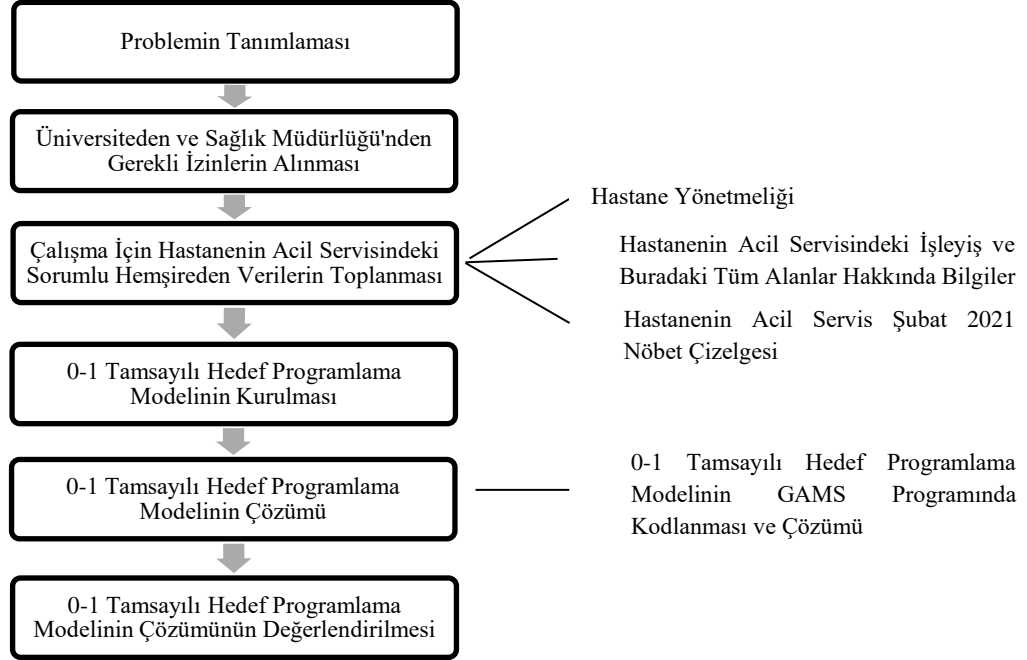 Problemin Tanımlaması
Üniversiteden ve Sağlık Müdürlüğü'nden
Gerekli İzinlerin Alınması
Çalışma İçin Hastanenin Acil Servisindeki
Sorumlu Hemşireden Verilerin Toplanması
Hastane Yönetmeliği
Hastanenin Acil Servisindeki İşleyiş ve
Buradaki Tüm Alanlar Hakkında Bilgiler
Hastanenin Acil Servis Şubat 2021
Nöbet Çizelgesi
0-1 Tamsayılı Hedef Programlama
Modelinin Kurulması
0-1 Tamsayılı Hedef Programlama
Modelinin Çözümü
0-1 Tamsayılı Hedef Programlama
Modelinin GAMS Programında
Kodlanması ve Çözümü
0-1 Tamsayılı Hedef Programlama
Modelinin Çözümünün Değerlendirilmesi